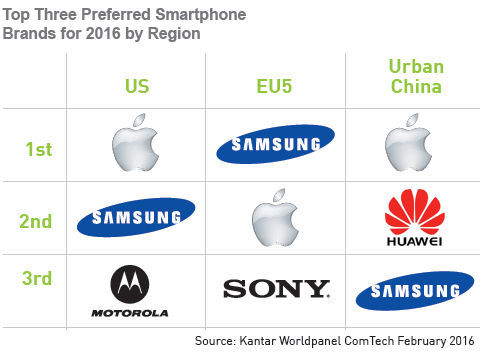 Top Three Preferred Smartphone
Brands for 2016 by Region
US
EU5
Urban
China
1st
SAMSUNG
2nd
SAMSUNG
HUAWEI
3rd
MOTOROLA
SONY®
SAMSUNG
Source: Kantar Worldpanel ComTech February 2016